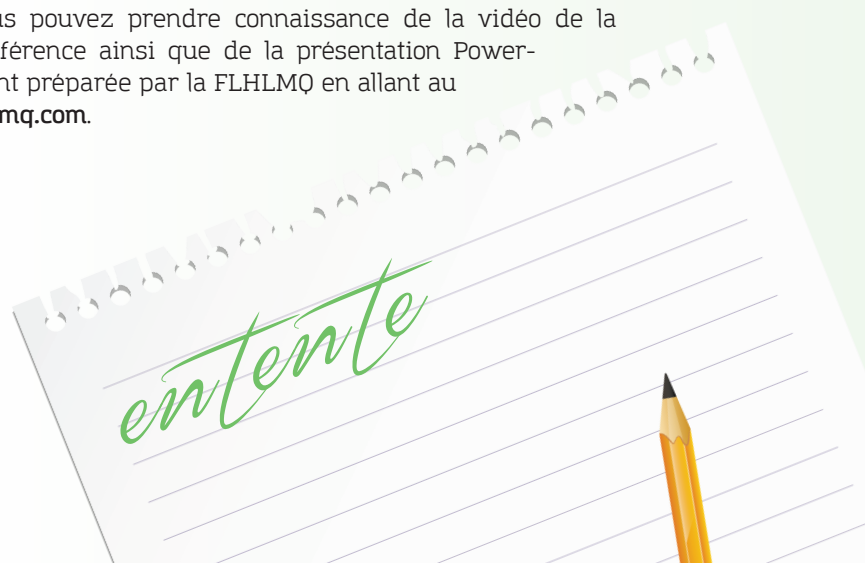 us pouvez prendre connaissance de la vidéo de la
férence ainsi que de la présentation Power-
nt préparée par la FLHLMQ en allant au
mq.com.
entente